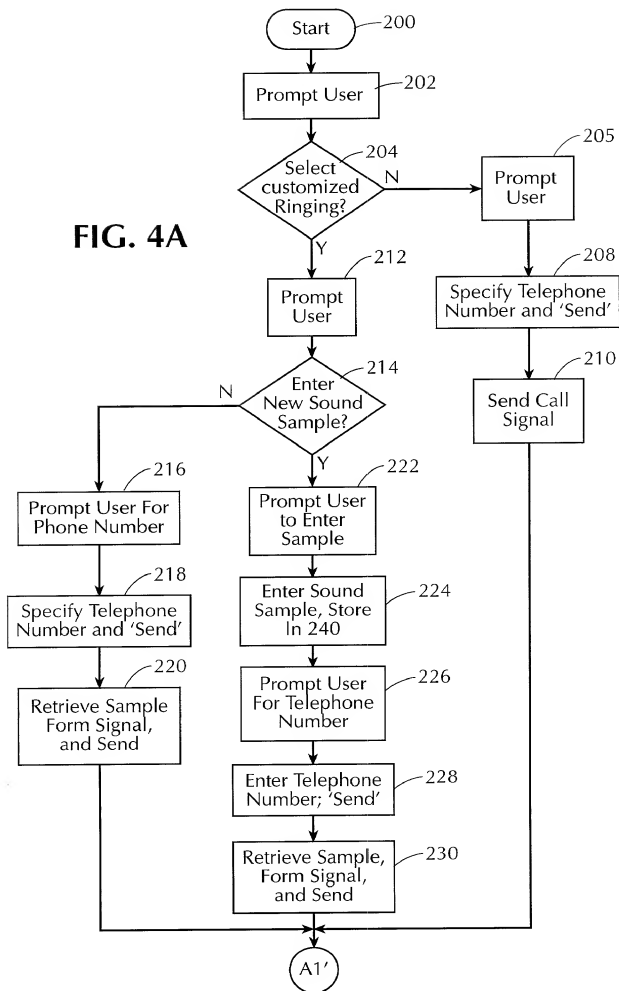 Start
200
Prompt User
202
204
Select
customized
Ringing?
N
Y
205
Prompt
User
FIG. 4A
212
Prompt
User
208
Specify Telephone
Number and 'Send'
214
Enter
New Sound
Sample?
N
Y
210
Send Call
Signal
216
Prompt User For
Phone Number
222
Prompt User
to Enter
Sample
218
Specify Telephone
Number and 'Send'
224
Enter Sound
Sample, Store
In 240
220
Retrieve Sample
Form Signal,
and Send
226
Prompt User
For Telephone
Number
228
Enter Telephone
Number; 'Send'
230
Retrieve Sample,
Form Signal,
and Send
A1'